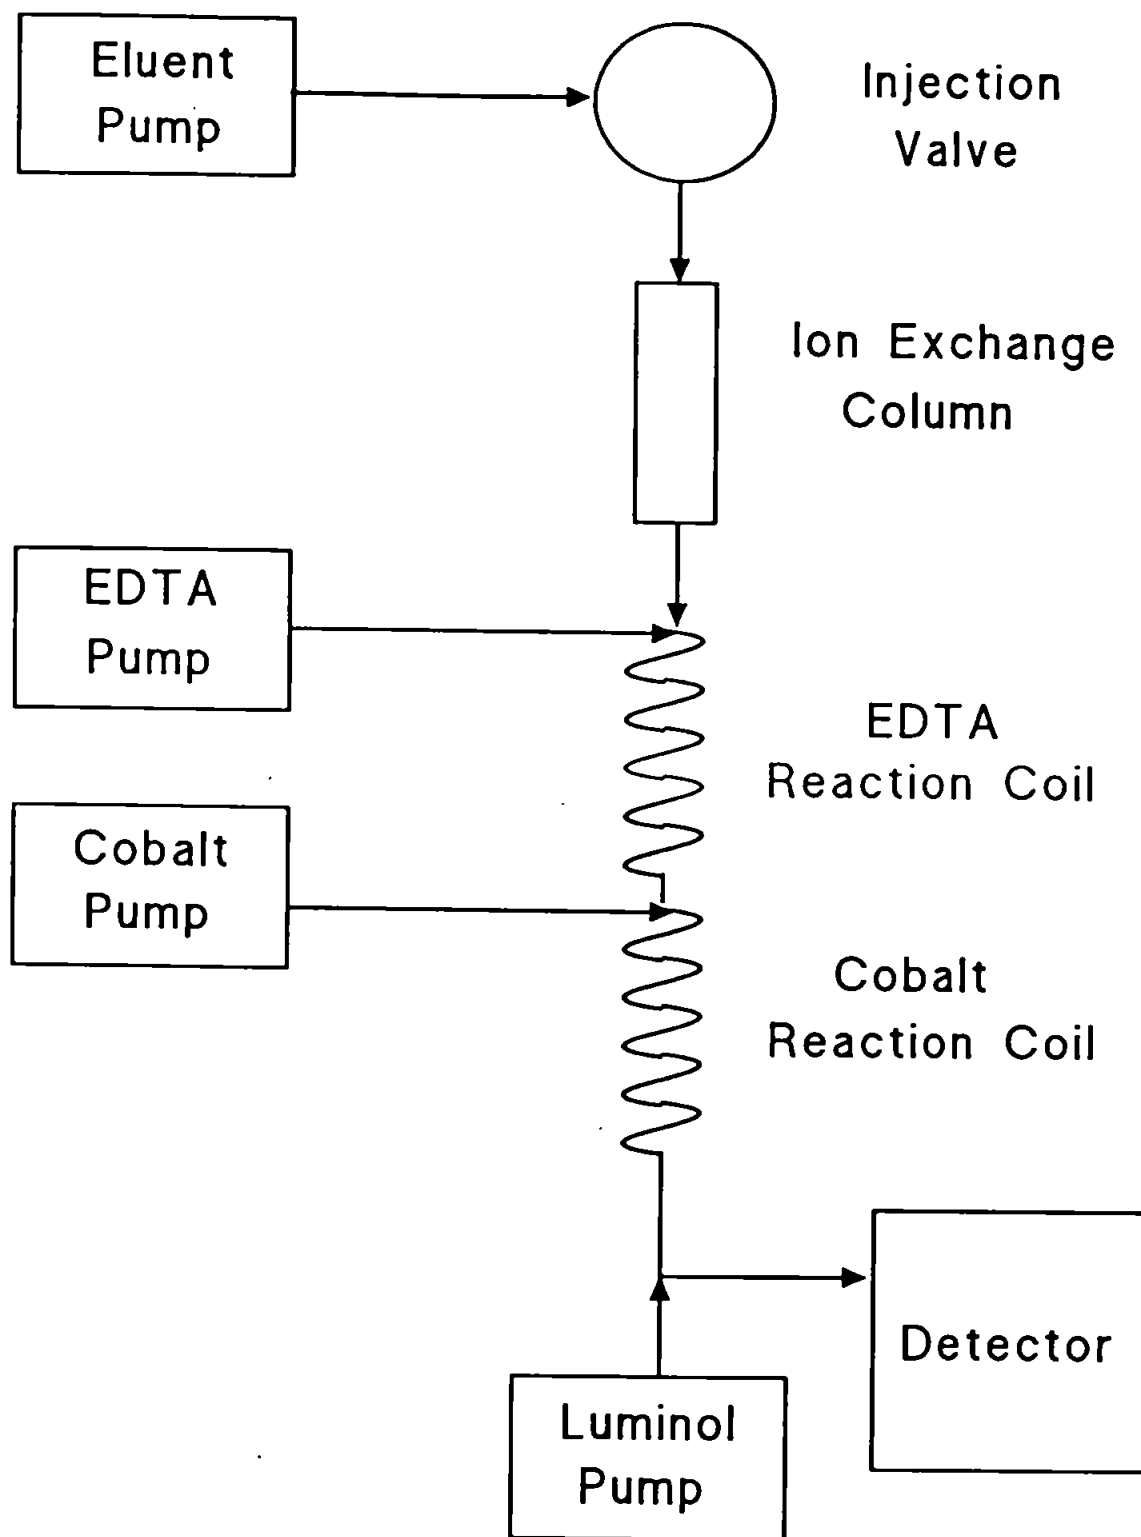 Eluent
Pump
Injection
Valve
Ion Exchange
Column
EDTA
Pump
EDTA
Reaction Coil
Cobalt
Pump
Cobalt
Reaction Coil
Detector
Luminol
Pump